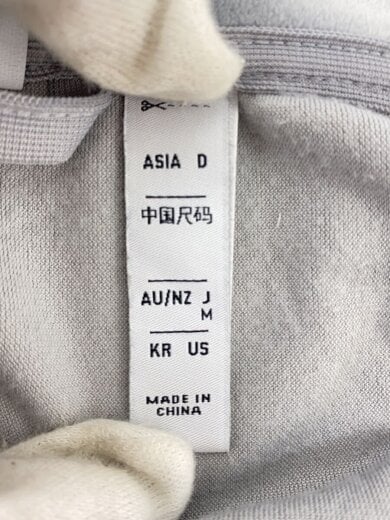 ASIA D
中国尺码
AU/NZ J
M
KR US
MADE IN
CHINA